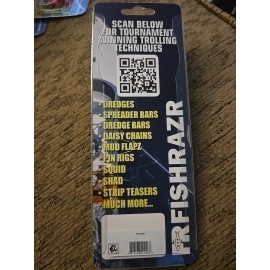 SCAN BELOW
FOR TOURNAMENT
WINNING TROLLING
TECHNIQUES
• DREDGES
• SPREADER BARS
• DREDGE BARS
• DAISY CHAINS
• MUD FLAPZ
• PIN RIGS
• SQUID
• SHAD
• STRIP TEASERS
• MUCH MORE...
FISHRAZR